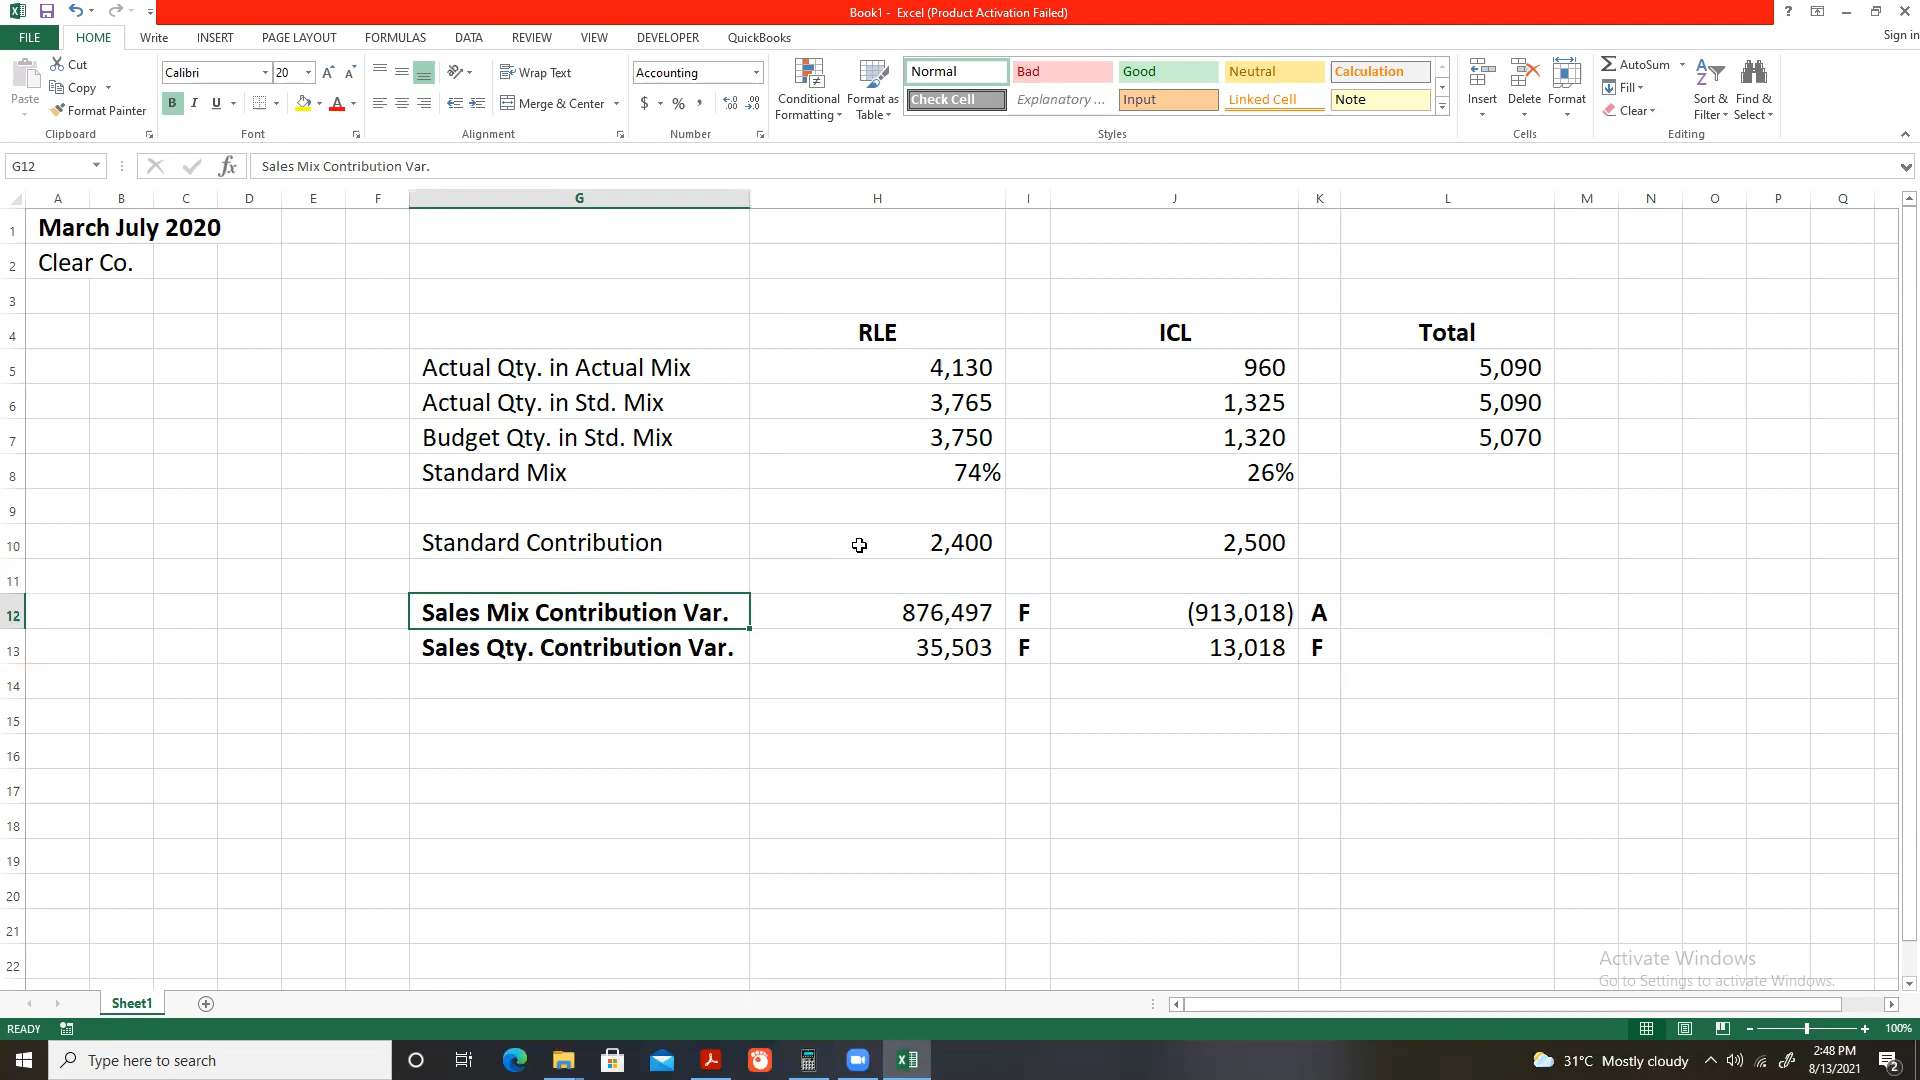 Book1 - Excel (Product Activation Failed)
?
FILE HOME Write INSERT PAGE LAYOUT FORMULAS DATA REVIEW VIEW DEVELOPER QuickBooks Sign in
Paste Cut Copy Format Painter
Calibri 20
B I U A
Wrap Text
Merge & Center
Accounting
$ % ,
Conditional Formatting
Format as Table
Normal Bad Good Neutral Calculation
Check Cell Explanatory ... Input Linked Cell Note
Insert Delete Format
AutoSum
Fill
Clear
Sort & Filter
Find & Select
Clipboard Font Alignment Number Styles Cells Editing
G12 fx Sales Mix Contribution Var.
A B C D E F G H I J K L M N O P Q
1 March July 2020
2 Clear Co.
3
4 RLE ICL Total
5 Actual Qty. in Actual Mix 4,130 960 5,090
6 Actual Qty. in Std. Mix 3,765 1,325 5,090
7 Budget Qty. in Std. Mix 3,750 1,320 5,070
8 Standard Mix 74% 26%
9
10 Standard Contribution 2,400 2,500
11
12 Sales Mix Contribution Var. 876,497 F (913,018) A
13 Sales Qty. Contribution Var. 35,503 F 13,018 F
14
15
16
17
18
19
20
21
22
Activate Windows
Go to Settings to activate Windows.
Sheet1
READY 100%
Type here to search
31°C Mostly cloudy
2:48 PM
8/13/2021
2